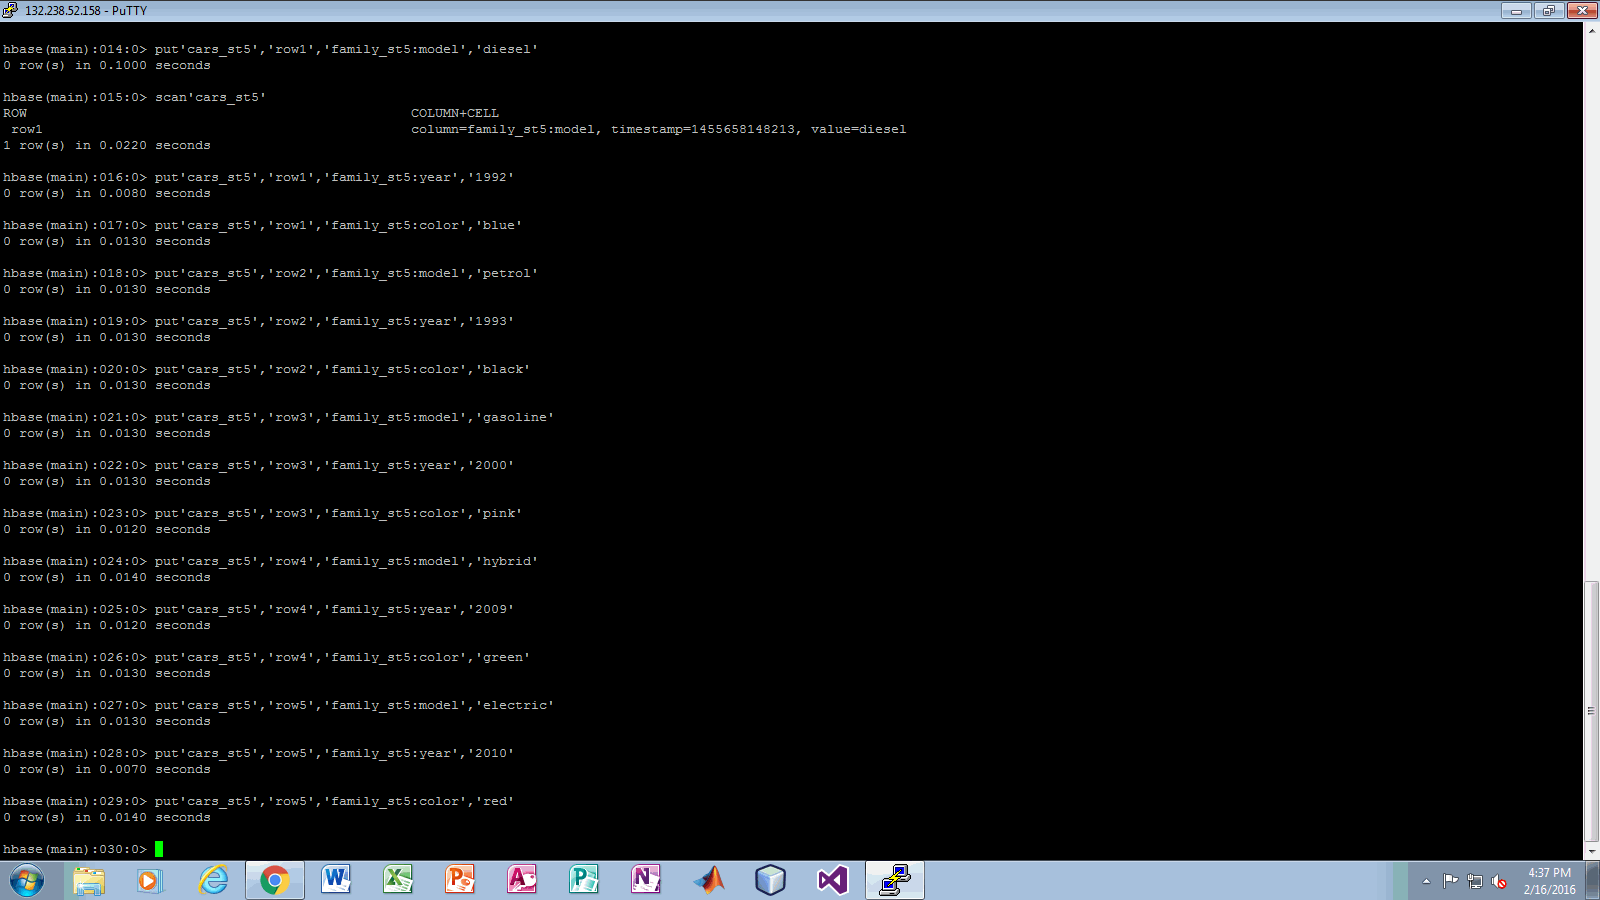 132.238.52.158 - PuTTY
hbase(main):014:0> put'cars_st5','row1','family_st5:model','diesel'
0 row(s) in 0.1000 seconds
hbase(main):015:0> scan'cars_st5'
ROW COLUMN+CELL
row1 column=family_st5:model, timestamp=1455658148213, value=diesel
1 row(s) in 0.0220 seconds
hbase(main):016:0> put'cars_st5','row1','family_st5:year','1992'
0 row(s) in 0.0080 seconds
hbase(main):017:0> put'cars_st5','row1','family_st5:color','blue'
0 row(s) in 0.0130 seconds
hbase(main):018:0> put'cars_st5','row2','family_st5:model','petrol'
0 row(s) in 0.0130 seconds
hbase(main):019:0> put'cars_st5','row2','family_st5:year','1993'
0 row(s) in 0.0130 seconds
hbase(main):020:0> put'cars_st5','row2','family_st5:color','black'
0 row(s) in 0.0130 seconds
hbase(main):021:0> put'cars_st5','row3','family_st5:model','gasoline'
0 row(s) in 0.0130 seconds
hbase(main):022:0> put'cars_st5','row3','family_st5:year','2000'
0 row(s) in 0.0130 seconds
hbase(main):023:0> put'cars_st5','row3','family_st5:color','pink'
0 row(s) in 0.0120 seconds
hbase(main):024:0> put'cars_st5','row4','family_st5:model','hybrid'
0 row(s) in 0.0140 seconds
hbase(main):025:0> put'cars_st5','row4','family_st5:year','2009'
0 row(s) in 0.0120 seconds
hbase(main):026:0> put'cars_st5','row4','family_st5:color','green'
0 row(s) in 0.0130 seconds
hbase(main):027:0> put'cars_st5','row5','family_st5:model','electric'
0 row(s) in 0.0130 seconds
hbase(main):028:0> put'cars_st5','row5','family_st5:year','2010'
0 row(s) in 0.0070 seconds
hbase(main):029:0> put'cars_st5','row5','family_st5:color','red'
0 row(s) in 0.0140 seconds
hbase(main):030:0>
4:37 PM
2/16/2016